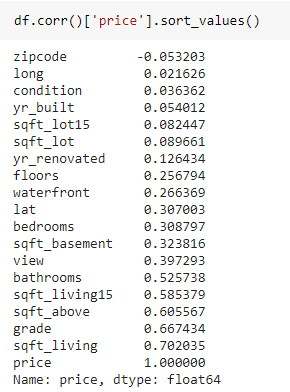 df.corr()['price'].sort_values()
zipcode -0.053203
long 0.021626
condition 0.036362
yr_built 0.054012
sqft_lot15 0.082447
sqft_lot 0.089661
yr_renovated 0.126434
floors 0.256794
waterfront 0.266369
lat 0.307003
bedrooms 0.308797
sqft_basement 0.323816
view 0.397293
bathrooms 0.525738
sqft_living15 0.585379
sqft_above 0.605567
grade 0.667434
sqft_living 0.702035
price 1.000000
Name: price, dtype: float64